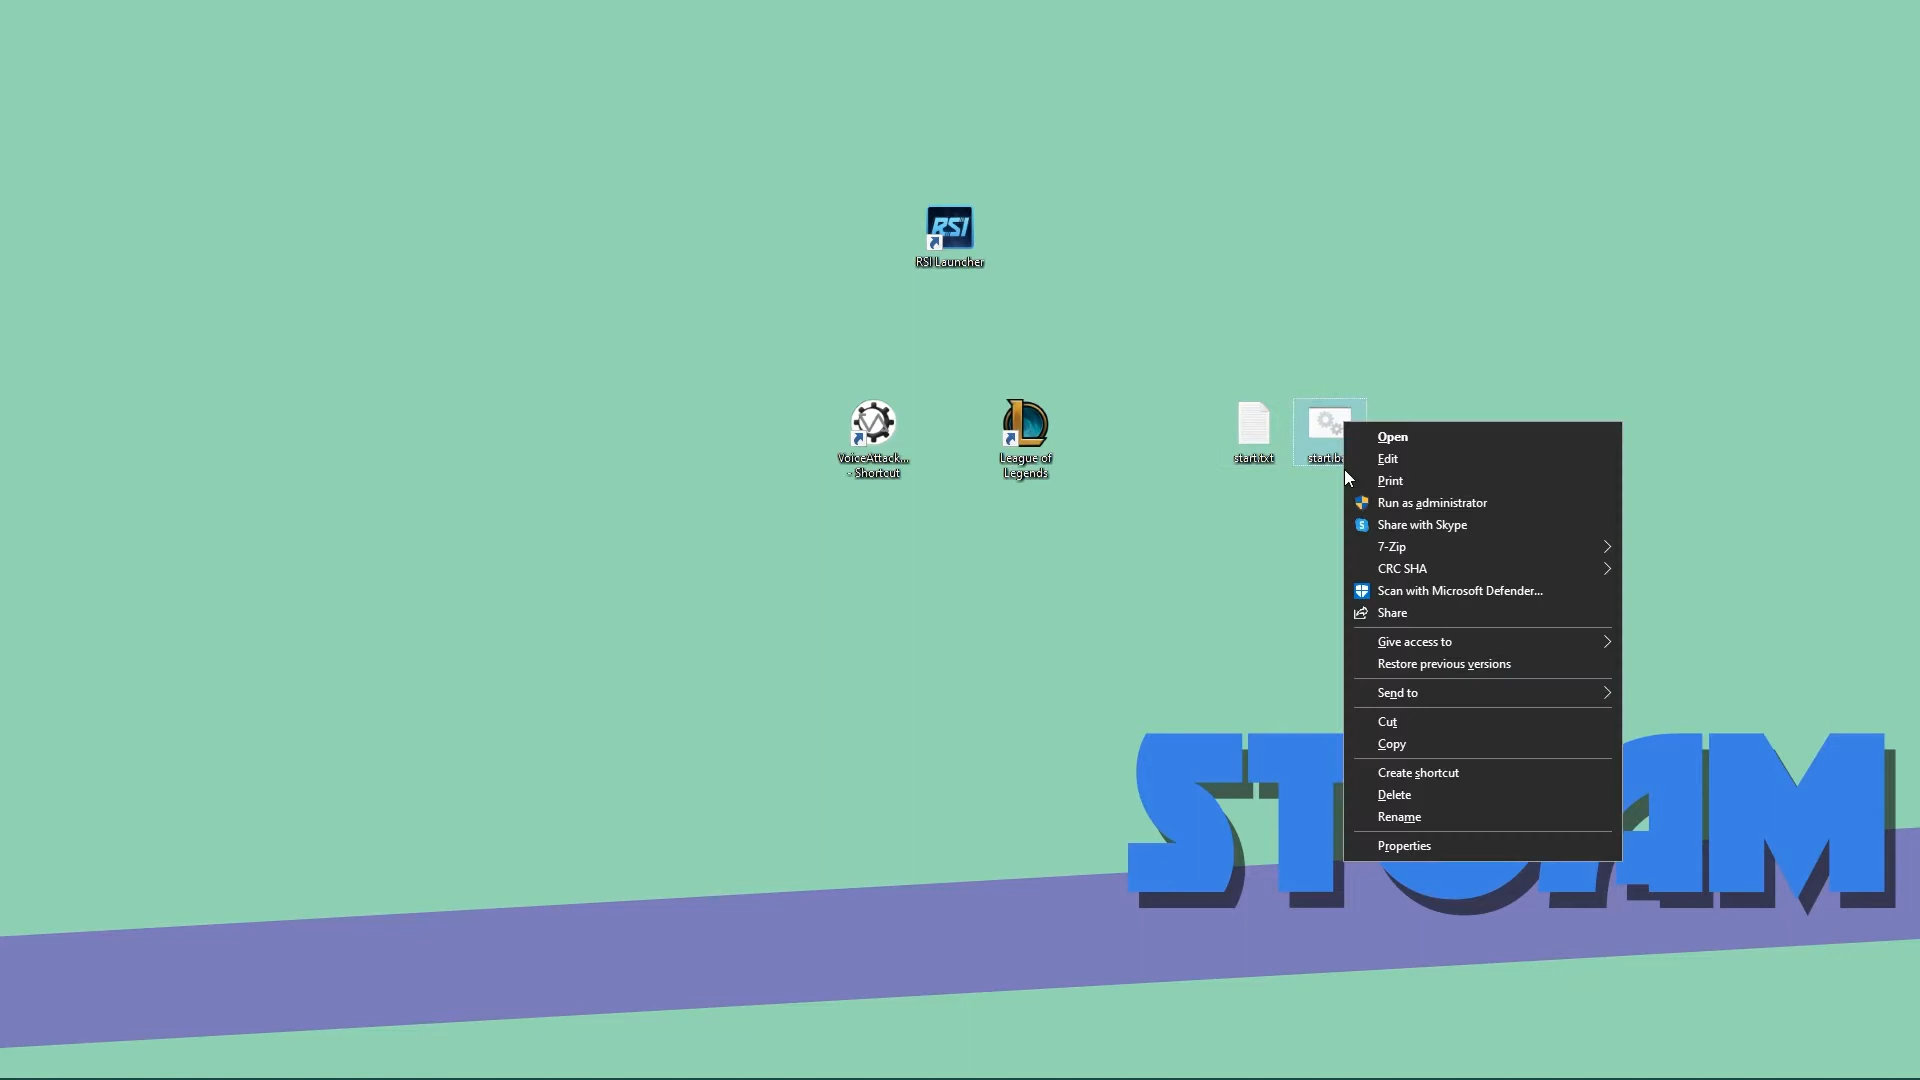 RSI
RSI Launcher
VoiceAttack...
- Shortcut
League of
Legends
start.txt
Open
Edit
Print
Run as administrator
Share with Skype
7-Zip
CRC SHA
Scan with Microsoft Defender...
Share
Give access to
Restore previous versions
Send to
Cut
Copy
Create shortcut
Delete
Rename
Properties